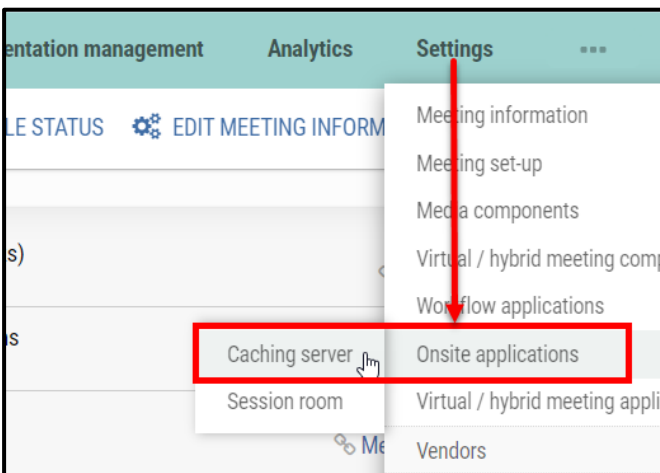 entation management Analytics Settings
LE STATUS EDIT MEETING INFORM
Meeting information
Meeting set-up
Media components
s)
Virtual / hybrid meeting comp
Workflow applications
ns
Caching server Onsite applications
Session room Virtual / hybrid meeting appli
Me Vendors